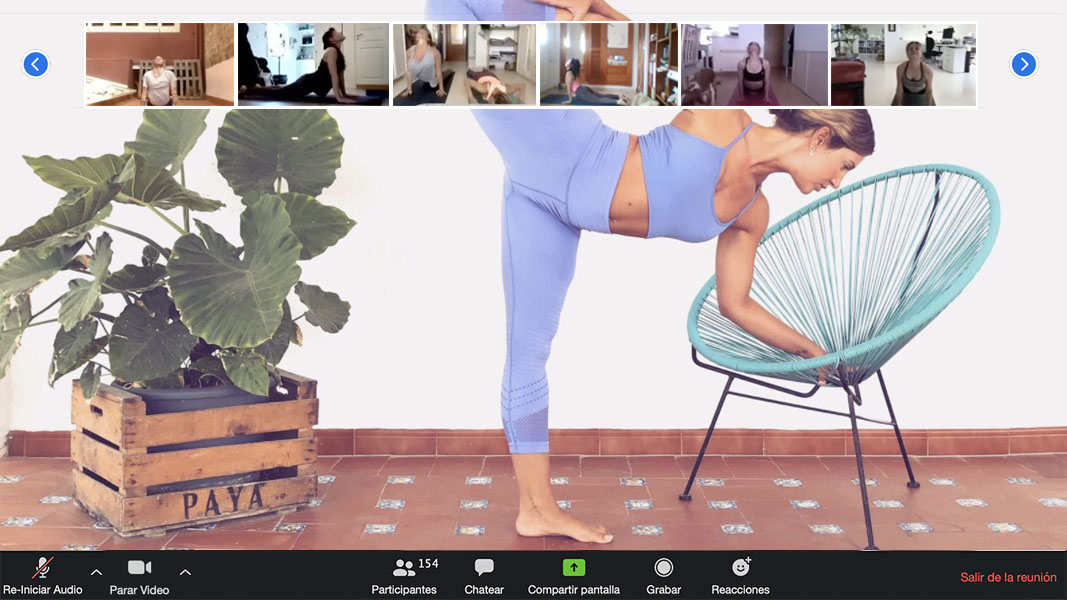 PAYA
154
Re-Iniciar Audio
Parar Video
Participantes
Chatear
Compartir pantalla
Grabar
Reacciones
Salir de la reunión